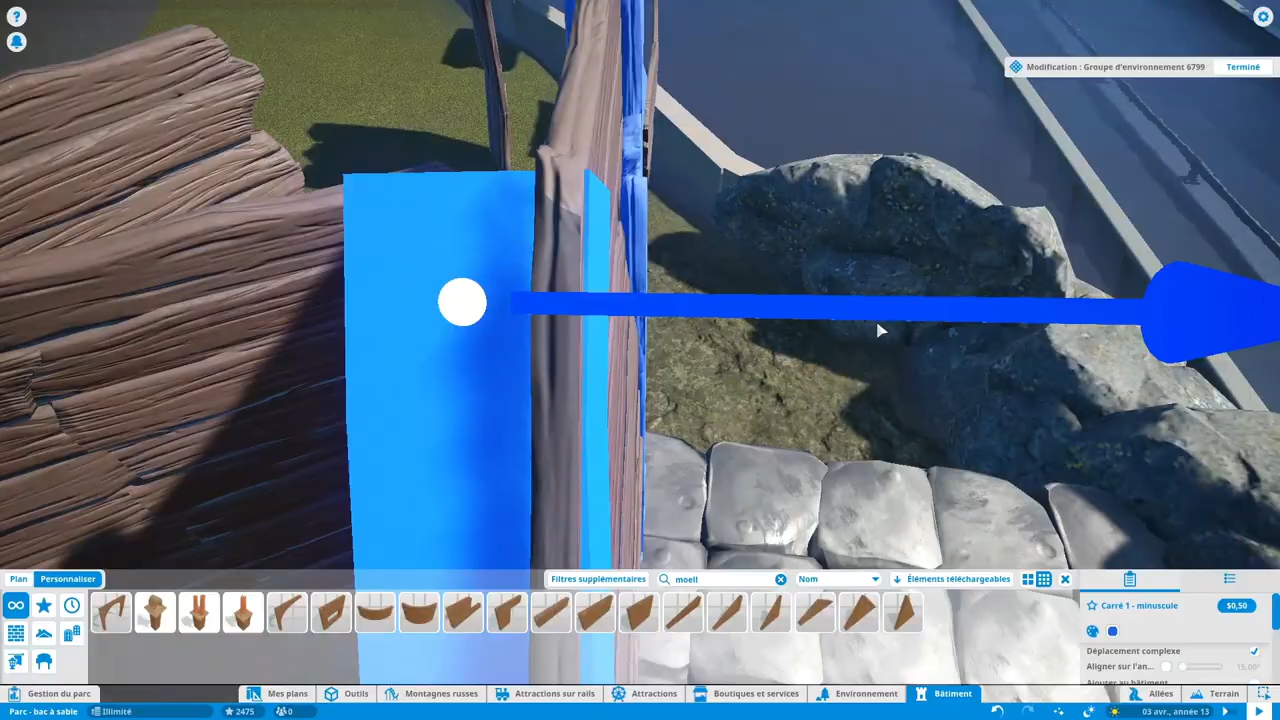 ?
Modification : Groupe d'environnement 6799
Terminé
Plan
Personnaliser
Filtres supplémentaires
moell
Nom
Éléments téléchargeables
Carré 1 - minuscule
$0,50
Déplacement complexe
Aligner sur l'an...
15,00°
Gestion du parc
Mes plans
Outils
Montagnes russes
Attractions sur rails
Attractions
Boutiques et services
Environnement
Bâtiment
Allées
Terrain
Parc - bac à sable
Illimité
2475
0
03 avr., année 13